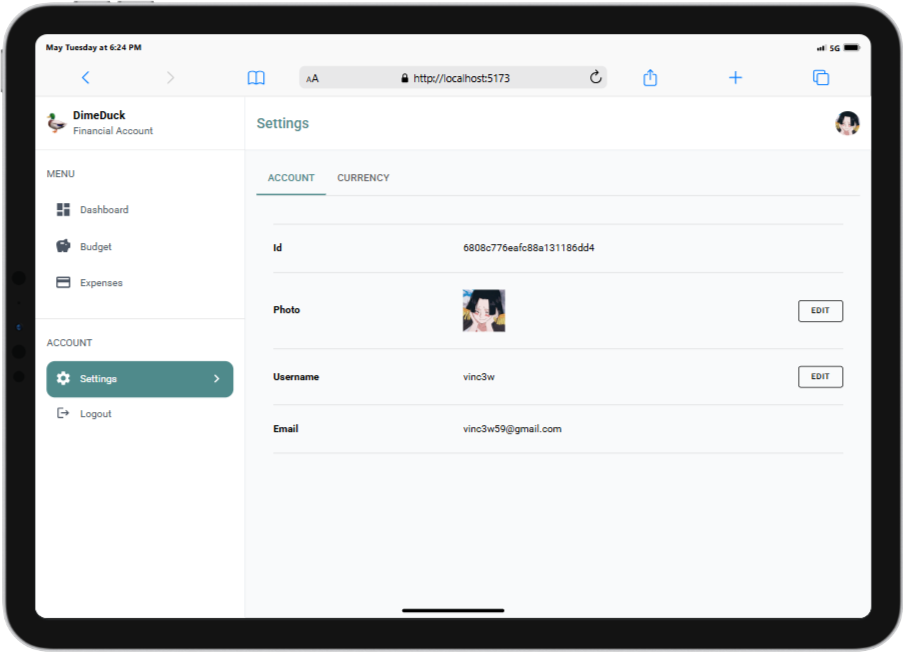 May Tuesday at 6:24 PM
5G
AA
http://localhost:5173
DimeDuck
Financial Account
Settings
MENU
Dashboard
Budget
Expenses
ACCOUNT
Settings
Logout
ACCOUNT CURRENCY
Id 6808c776eafc88a131186dd4
Photo EDIT
Username vinc3w EDIT
Email vinc3w59@gmail.com